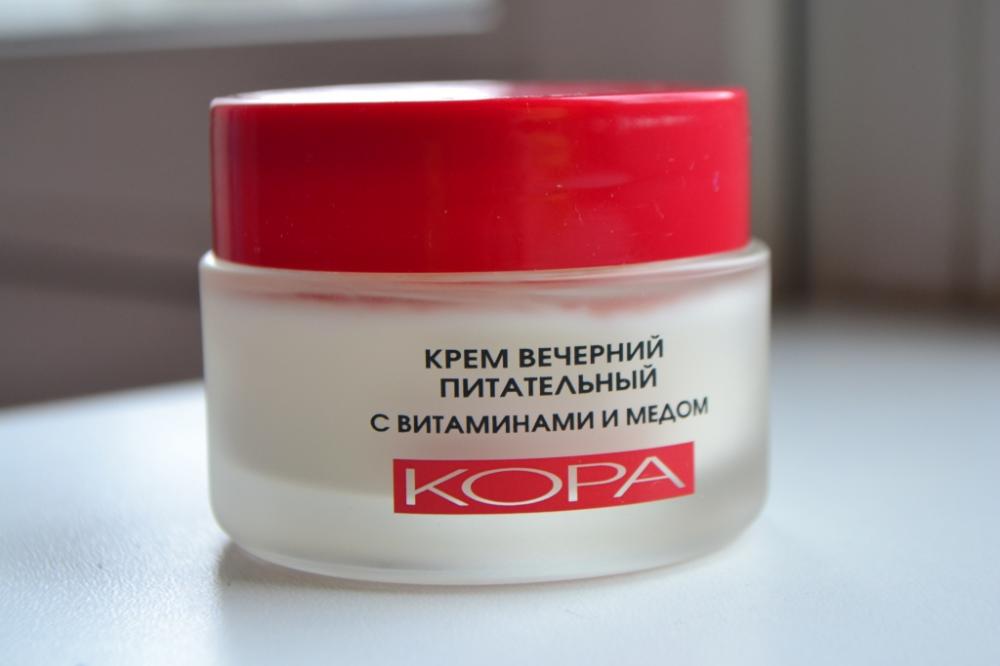 КРЕМ ВЕЧЕРНИЙ
ПИТАТЕЛЬНЫЙ
С ВИТАМИНАМИ И МЕДОМ
КОРА